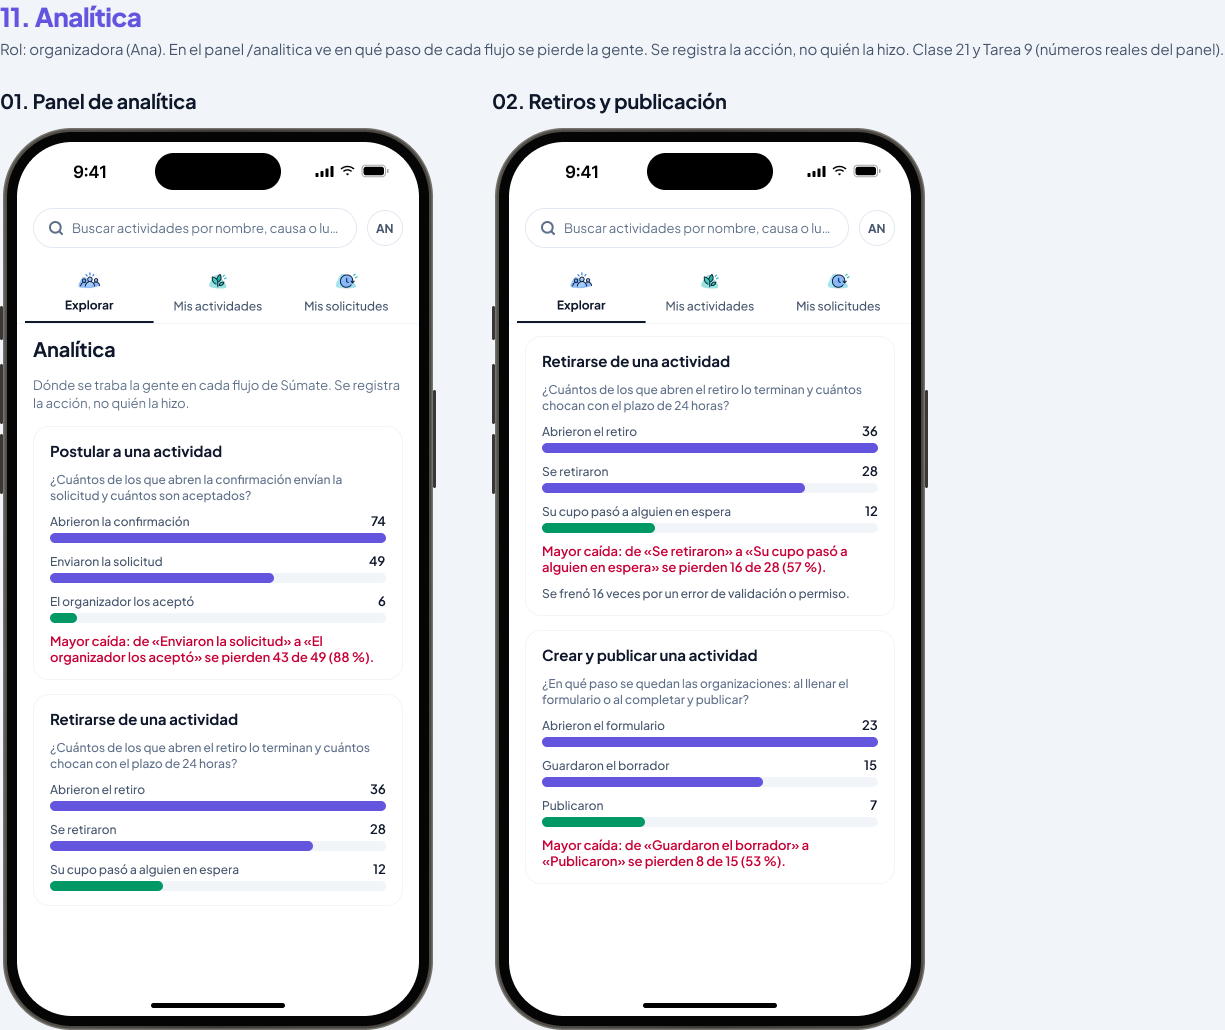 11. Analítica
Rol: organizadora (Ana). En el panel /analitica ve en qué paso de cada flujo se pierde la gente. Se registra la acción, no quién la hizo. Clase 21 y Tarea 9 (números reales del panel).
01. Panel de analítica
9:41
Buscar actividades por nombre, causa o lu...
AN
Explorar
Mis actividades
Mis solicitudes
Analítica
Dónde se traba la gente en cada flujo de Súmate. Se registra
la acción, no quién la hizo.
Postular a una actividad
¿Cuántos de los que abren la confirmación envían la
solicitud y cuántos son aceptados?
Abrieron la confirmación 74
Enviaron la solicitud 49
El organizador los aceptó 6
Mayor caída: de «Enviaron la solicitud» a «El
organizador los aceptó» se pierden 43 de 49 (88 %).
Retirarse de una actividad
¿Cuántos de los que abren el retiro lo terminan y cuántos
chocan con el plazo de 24 horas?
Abrieron el retiro 36
Se retiraron 28
Su cupo pasó a alguien en espera 12
02. Retiros y publicación
9:41
Buscar actividades por nombre, causa o lu...
AN
Explorar
Mis actividades
Mis solicitudes
Retirarse de una actividad
¿Cuántos de los que abren el retiro lo terminan y cuántos
chocan con el plazo de 24 horas?
Abrieron el retiro 36
Se retiraron 28
Su cupo pasó a alguien en espera 12
Mayor caída: de «Se retiraron» a «Su cupo pasó a
alguien en espera» se pierden 16 de 28 (57 %).
Se frenó 16 veces por un error de validación o permiso.
Crear y publicar una actividad
¿En qué paso se quedan las organizaciones: al llenar el
formulario o al completar y publicar?
Abrieron el formulario 23
Guardaron el borrador 15
Publicaron 7
Mayor caída: de «Guardaron el borrador» a
«Publicaron» se pierden 8 de 15 (53 %).